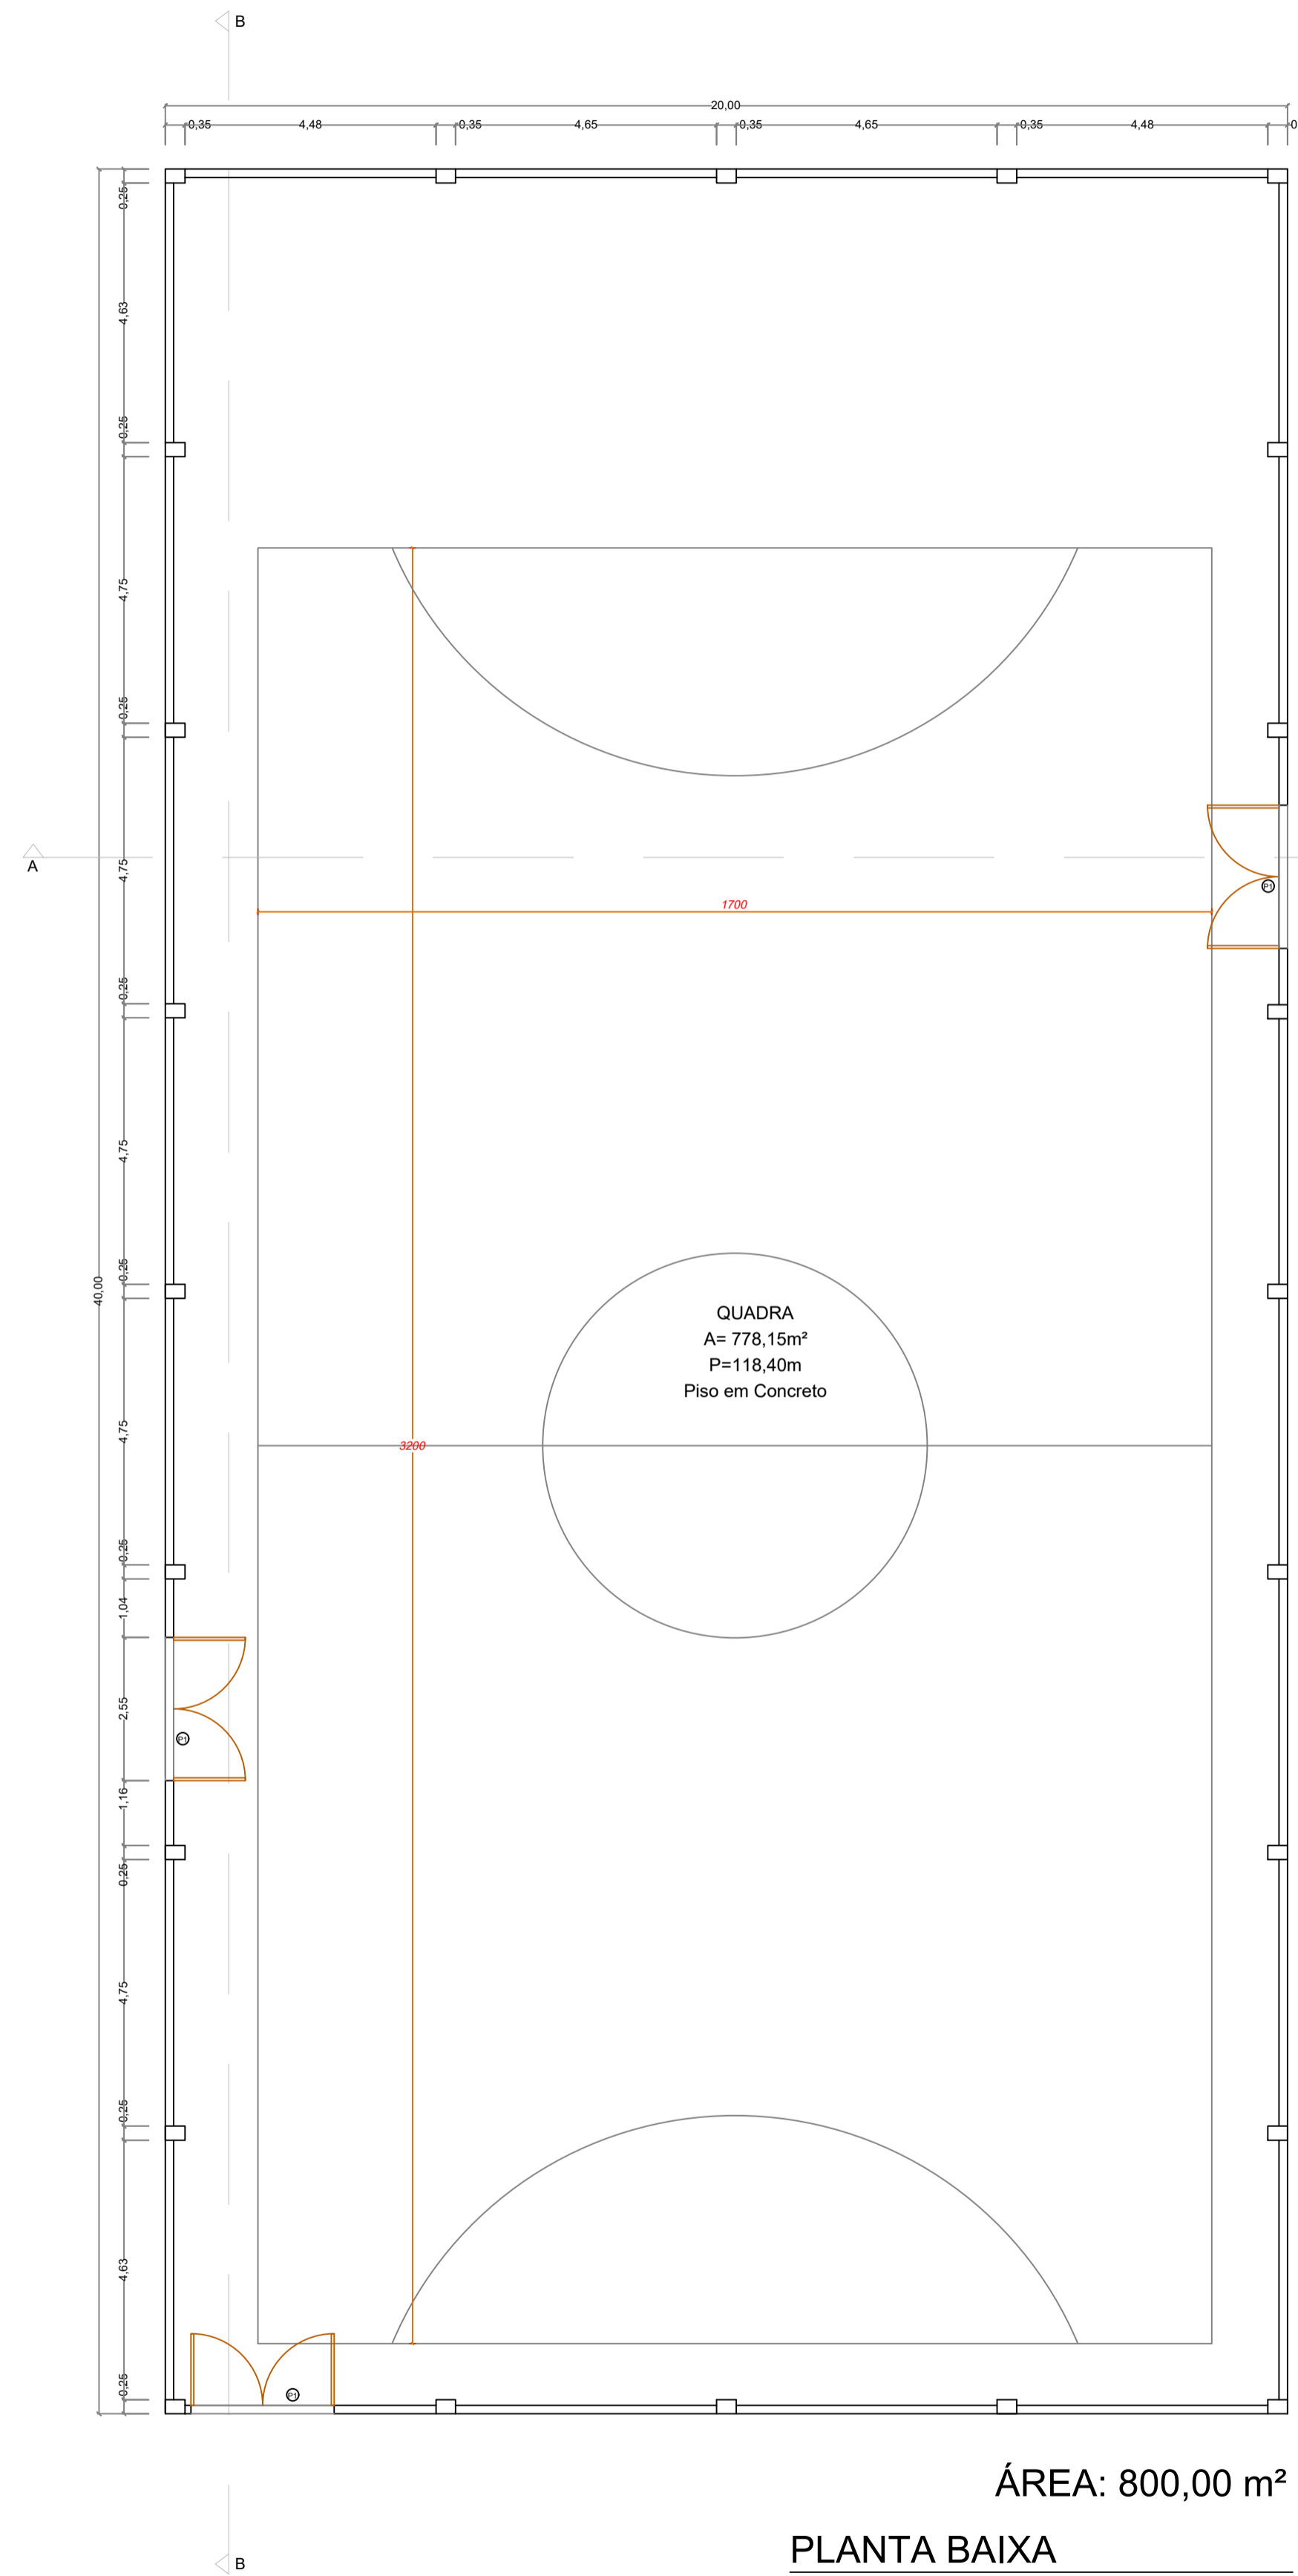 B
20,00
0,35 4,48 0,35 4,65 0,35 4,65 0,35 4,48 0
0,25
4,63
0,25
4,75
0,25
4,75
A
P1
1700
0,25
4,75
0,25
40,00
QUADRA
A= 778,15m²
P=118,40m
Piso em Concreto
4,75
3200
0,25
1,04
2,55
P1
1,16
0,25
4,75
0,25
4,63
0,25
P1
ÁREA: 800,00 m²
PLANTA BAIXA
B